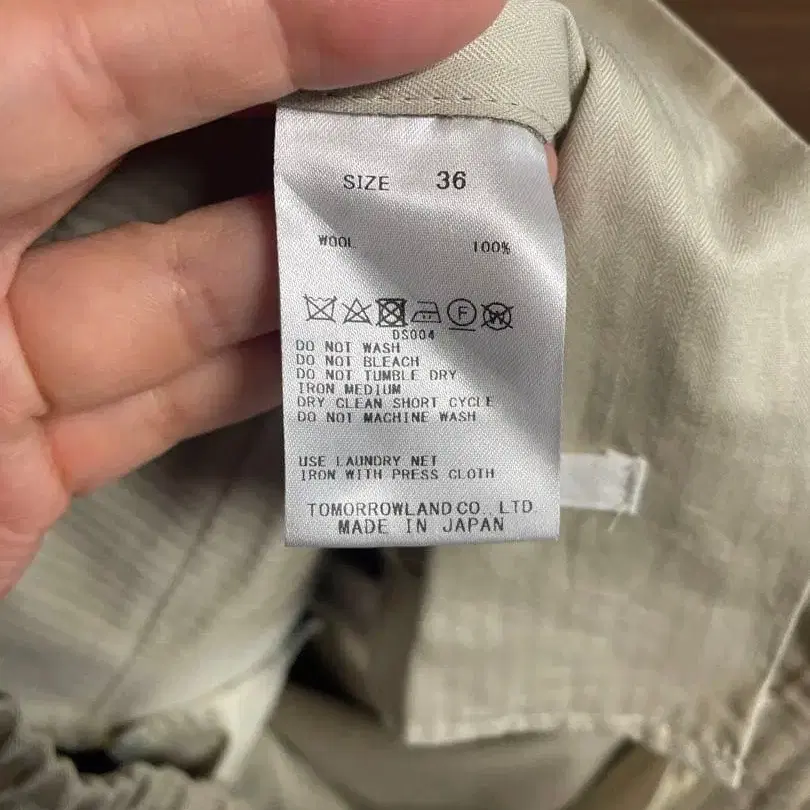 SIZE 36
WOOL 100%
F W
DS004
DO NOT WASH
DO NOT BLEACH
DO NOT TUMBLE DRY
IRON MEDIUM
DRY CLEAN SHORT CYCLE
DO NOT MACHINE WASH
USE LAUNDRY NET
IRON WITH PRESS CLOTH
TOMORROWLAND CO., LTD.
MADE IN JAPAN